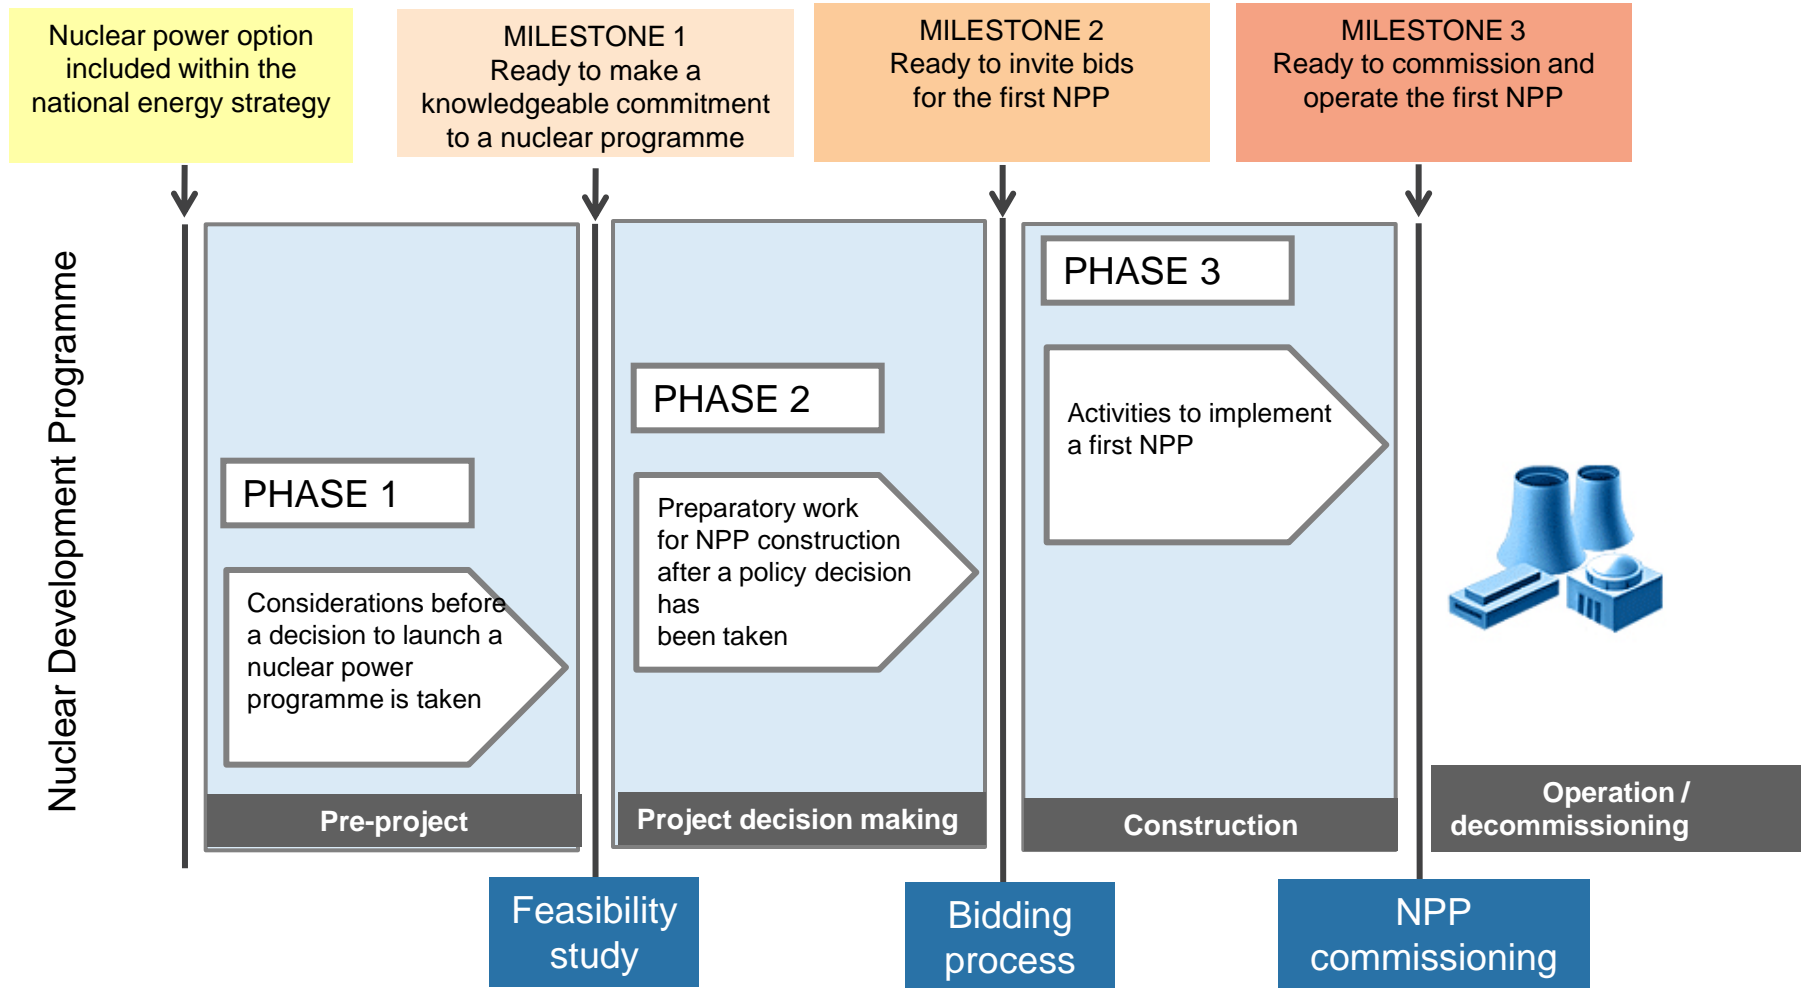 Nuclear power option
included within the
national energy strategy
MILESTONE 1
Ready to make a
knowledgeable commitment
to a nuclear programme
MILESTONE 2
Ready to invite bids
for the first NPP
MILESTONE 3
Ready to commission and
operate the first NPP
Nuclear Development Programme
PHASE 1
Considerations before
a decision to launch a
nuclear power
programme is taken
Pre-project
PHASE 2
Preparatory work
for NPP construction
after a policy decision
has
been taken
Project decision making
PHASE 3
Activities to implement
a first NPP
Construction
Operation /
decommissioning
Feasibility
study
Bidding
process
NPP
commissioning